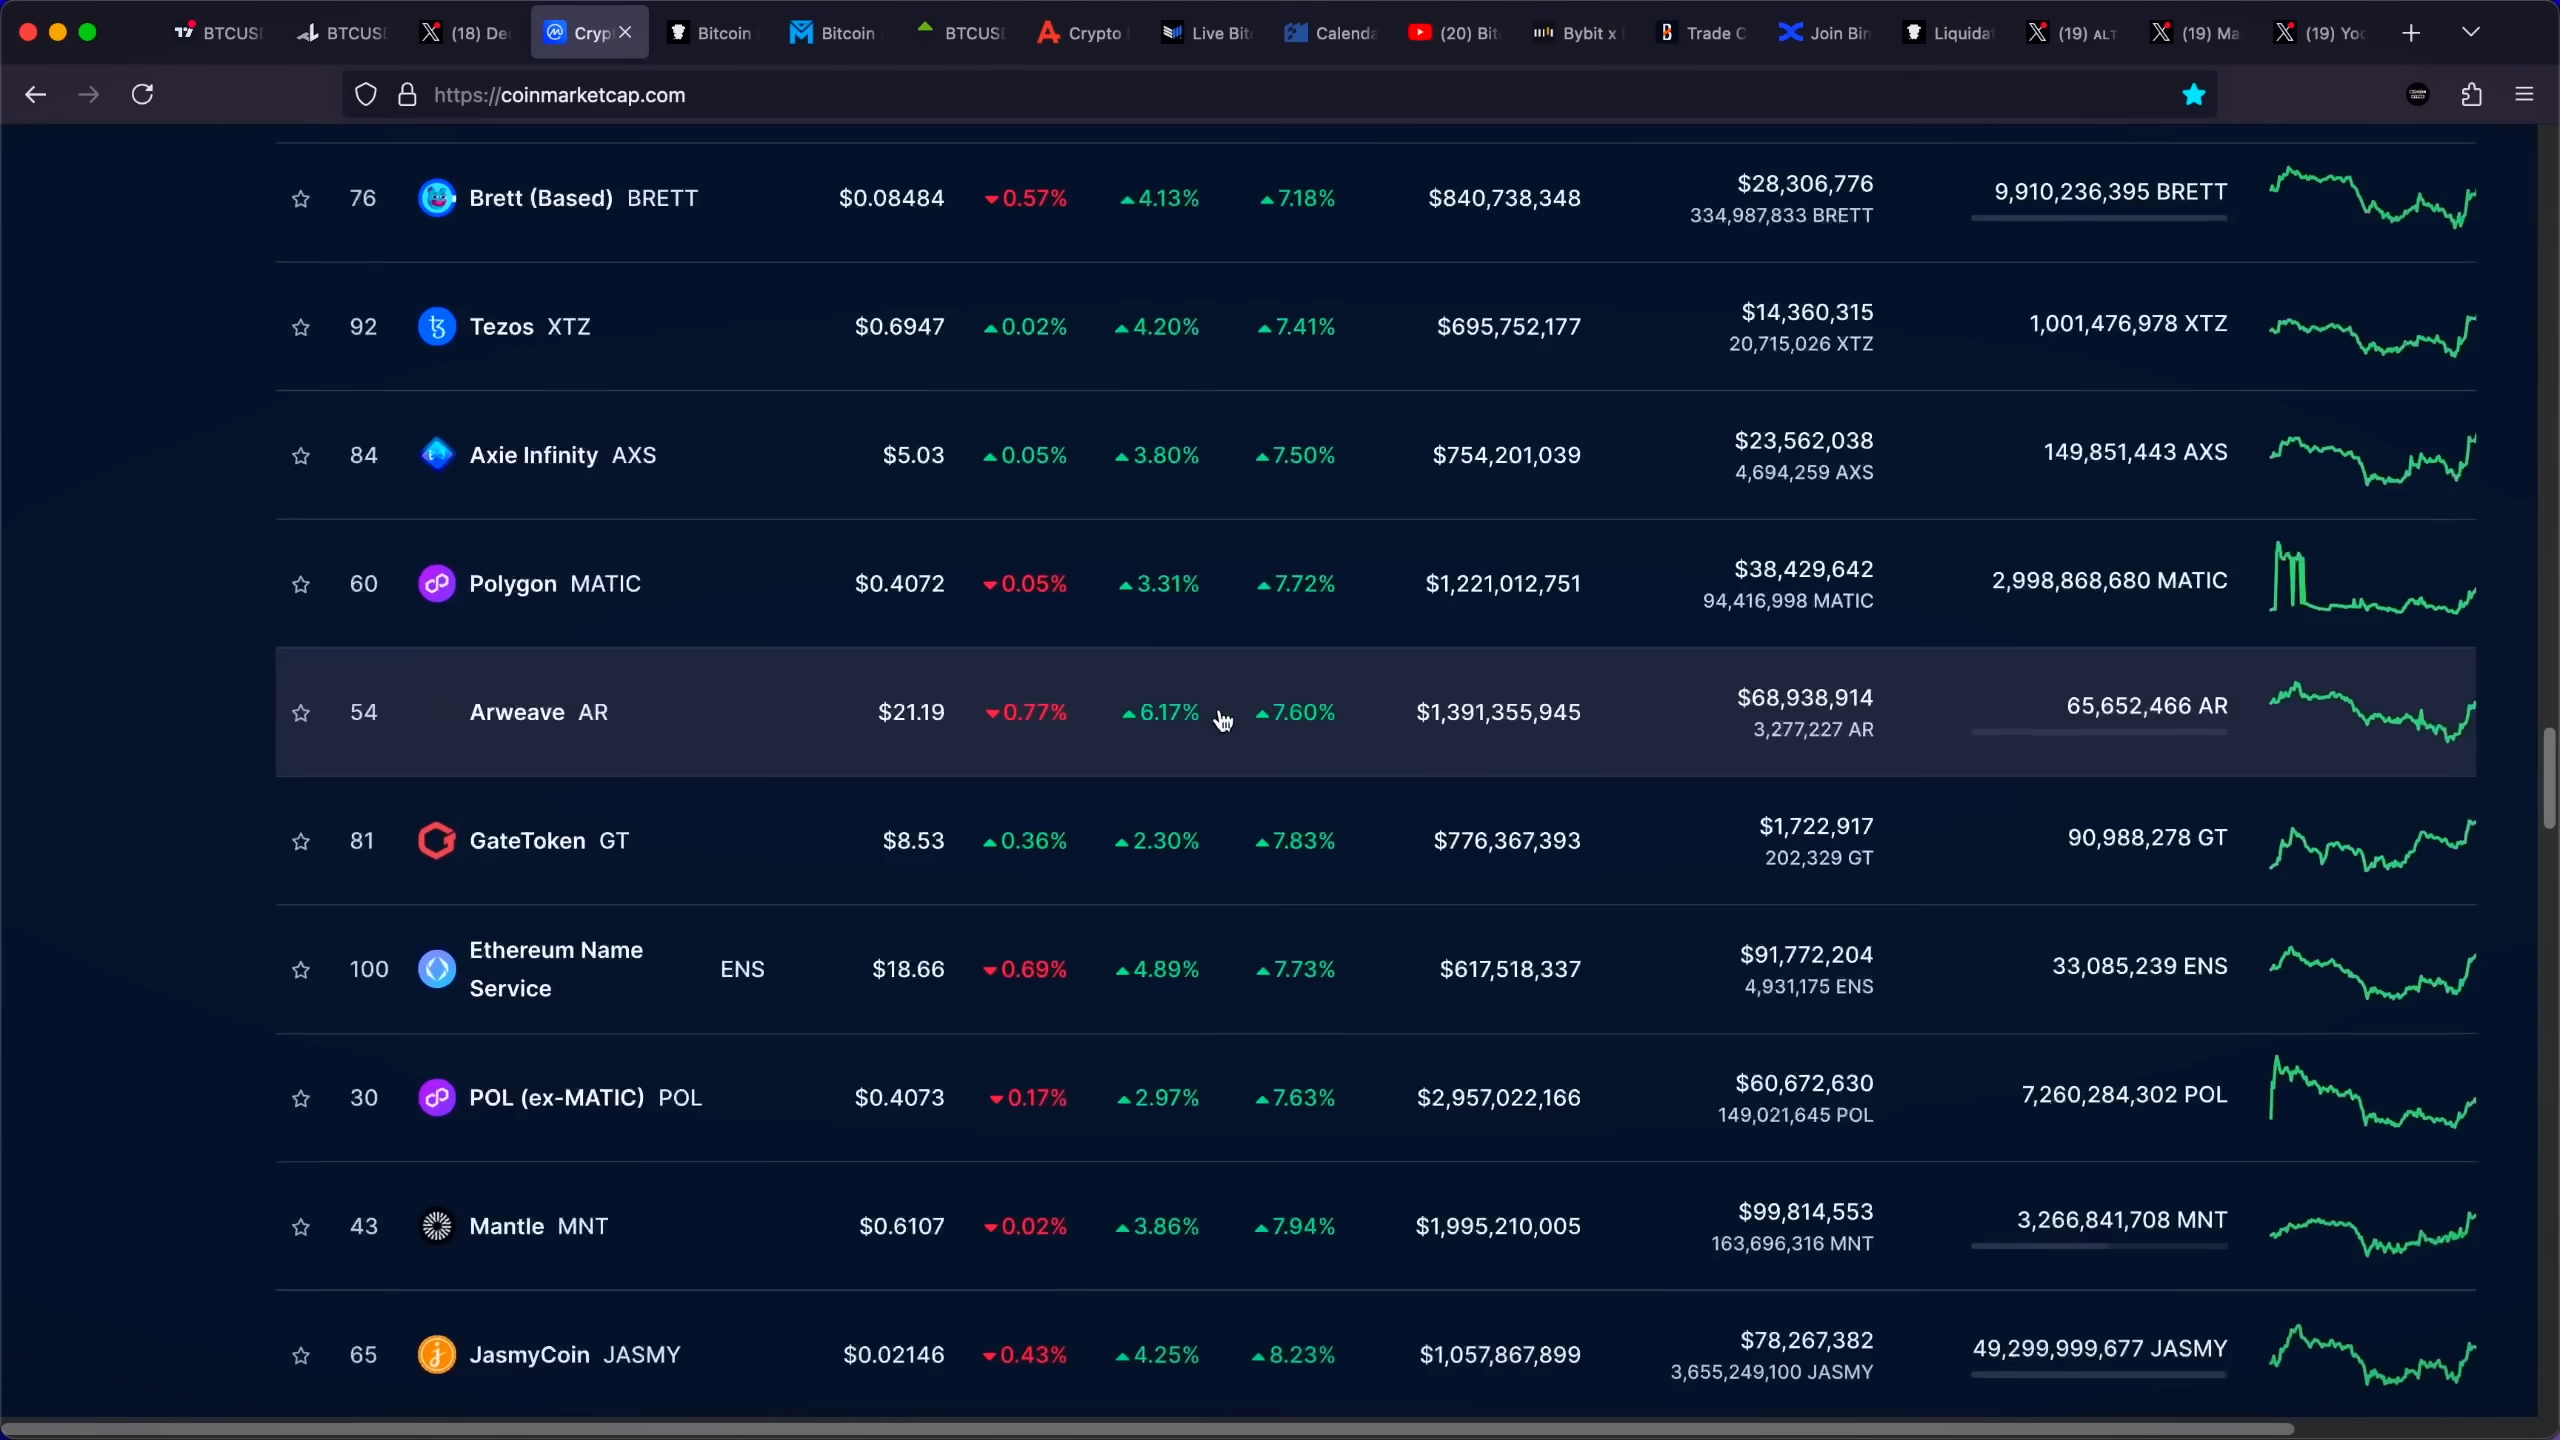 BTCUS
BTCUS
(18) De
Cryp
Bitcoin
Bitcoin
BTCUS
Crypto
Live Bit
Calenda
(20) Bit
Bybit x
Trade C
Join Bin
Liquidat
(19) ALT
(19) Ma
(19) Yo
https://coinmarketcap.com
76 Brett (Based) BRETT $0.08484 0.57% 4.13% 7.18% $840,738,348 $28,306,776 9,910,236,395 BRETT
334,987,833 BRETT
92 Tezos XTZ $0.6947 0.02% 4.20% 7.41% $695,752,177 $14,360,315 1,001,476,978 XTZ
20,715,026 XTZ
84 Axie Infinity AXS $5.03 0.05% 3.80% 7.50% $754,201,039 $23,562,038 149,851,443 AXS
4,694,259 AXS
60 Polygon MATIC $0.4072 0.05% 3.31% 7.72% $1,221,012,751 $38,429,642 2,998,868,680 MATIC
94,416,998 MATIC
54 Arweave AR $21.19 0.77% 6.17% 7.60% $1,391,355,945 $68,938,914 65,652,466 AR
3,277,227 AR
81 GateToken GT $8.53 0.36% 2.30% 7.83% $776,367,393 $1,722,917 90,988,278 GT
202,329 GT
100 Ethereum Name Service ENS $18.66 0.69% 4.89% 7.73% $617,518,337 $91,772,204 33,085,239 ENS
4,931,175 ENS
30 POL (ex-MATIC) POL $0.4073 0.17% 2.97% 7.63% $2,957,022,166 $60,672,630 7,260,284,302 POL
149,021,645 POL
43 Mantle MNT $0.6107 0.02% 3.86% 7.94% $1,995,210,005 $99,814,553 3,266,841,708 MNT
163,696,316 MNT
65 JasmyCoin JASMY $0.02146 0.43% 4.25% 8.23% $1,057,867,899 $78,267,382 49,299,999,677 JASMY
3,655,249,100 JASMY